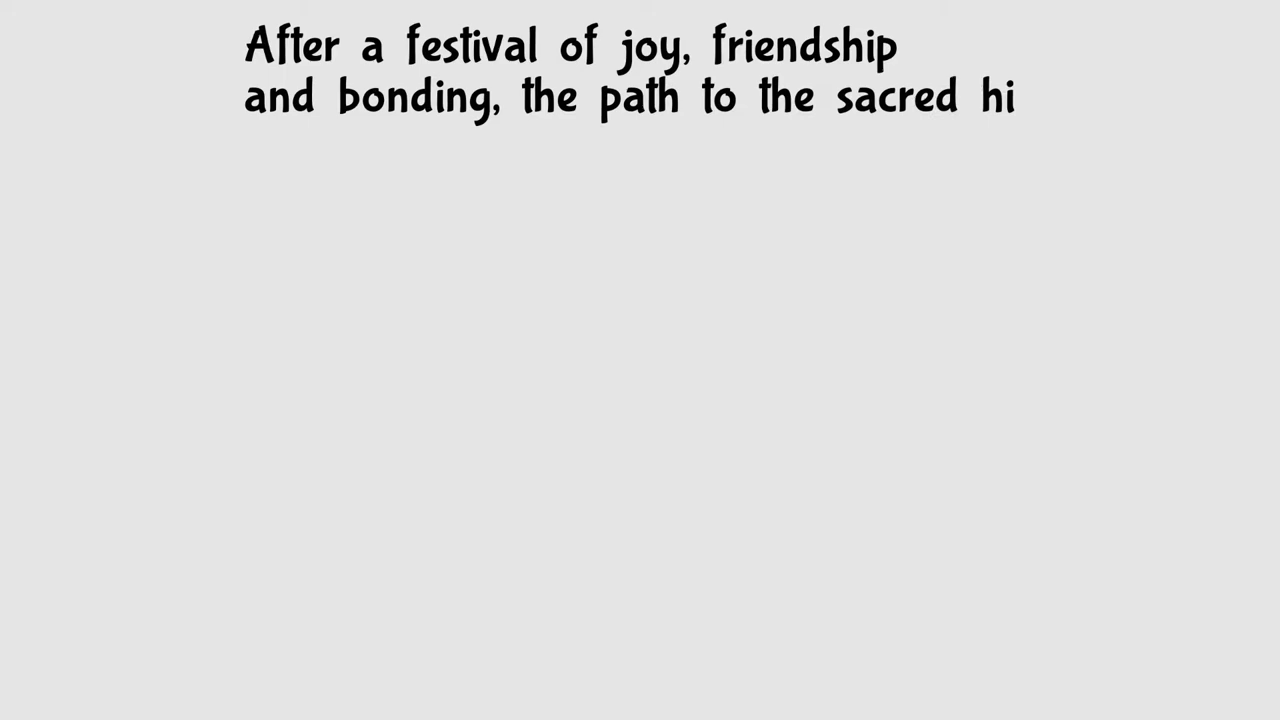 After a festival of joy, friendship
and bonding, the path to the sacred hi